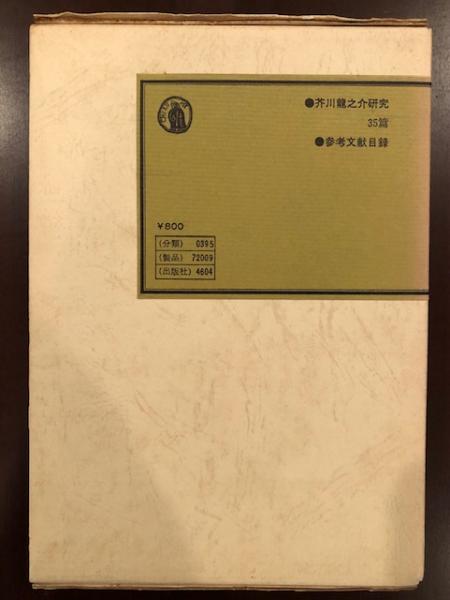 ●芥川龍之介研究
35篇
●参考文献目録
￥800
(分類) 0395
(製品) 72009
(出版社) 4604